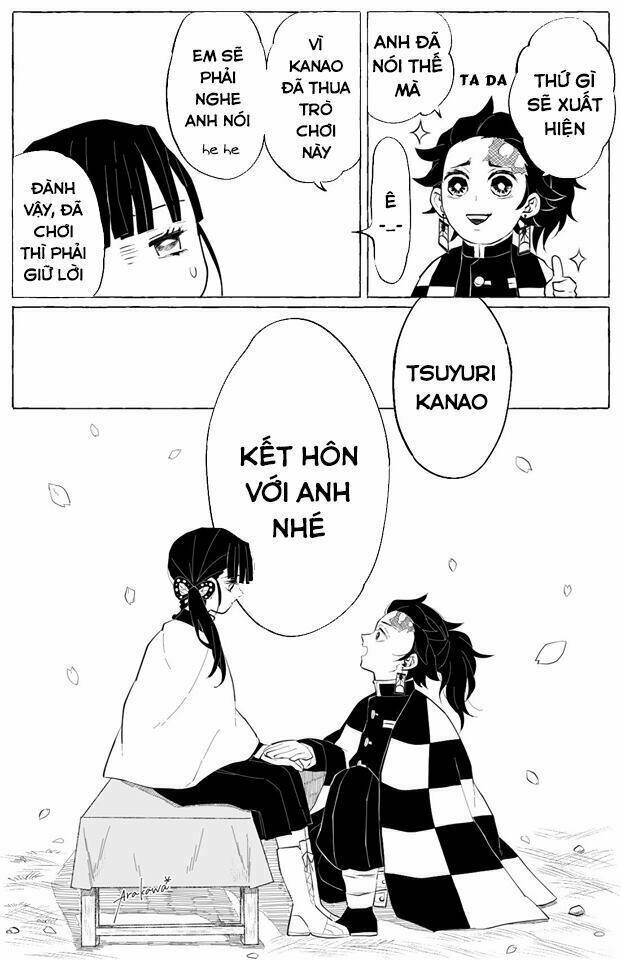 THỨ GÌ
SẼ XUẤT
HIỆN
TA DA
ANH ĐÃ
NÓI THẾ
MÀ
Ê
VÌ
KANAO
ĐÃ THUA
TRÒ
CHƠI
NÀY
EM SẼ
PHẢI
NGHE
ANH NÓI
he he
ĐÀNH
VẬY, ĐÃ
CHƠI
THÌ PHẢI
GIỮ LỜI
TSUYURI
KANAO
KẾT HÔN
VỚI ANH
NHÉ
Arakawa*